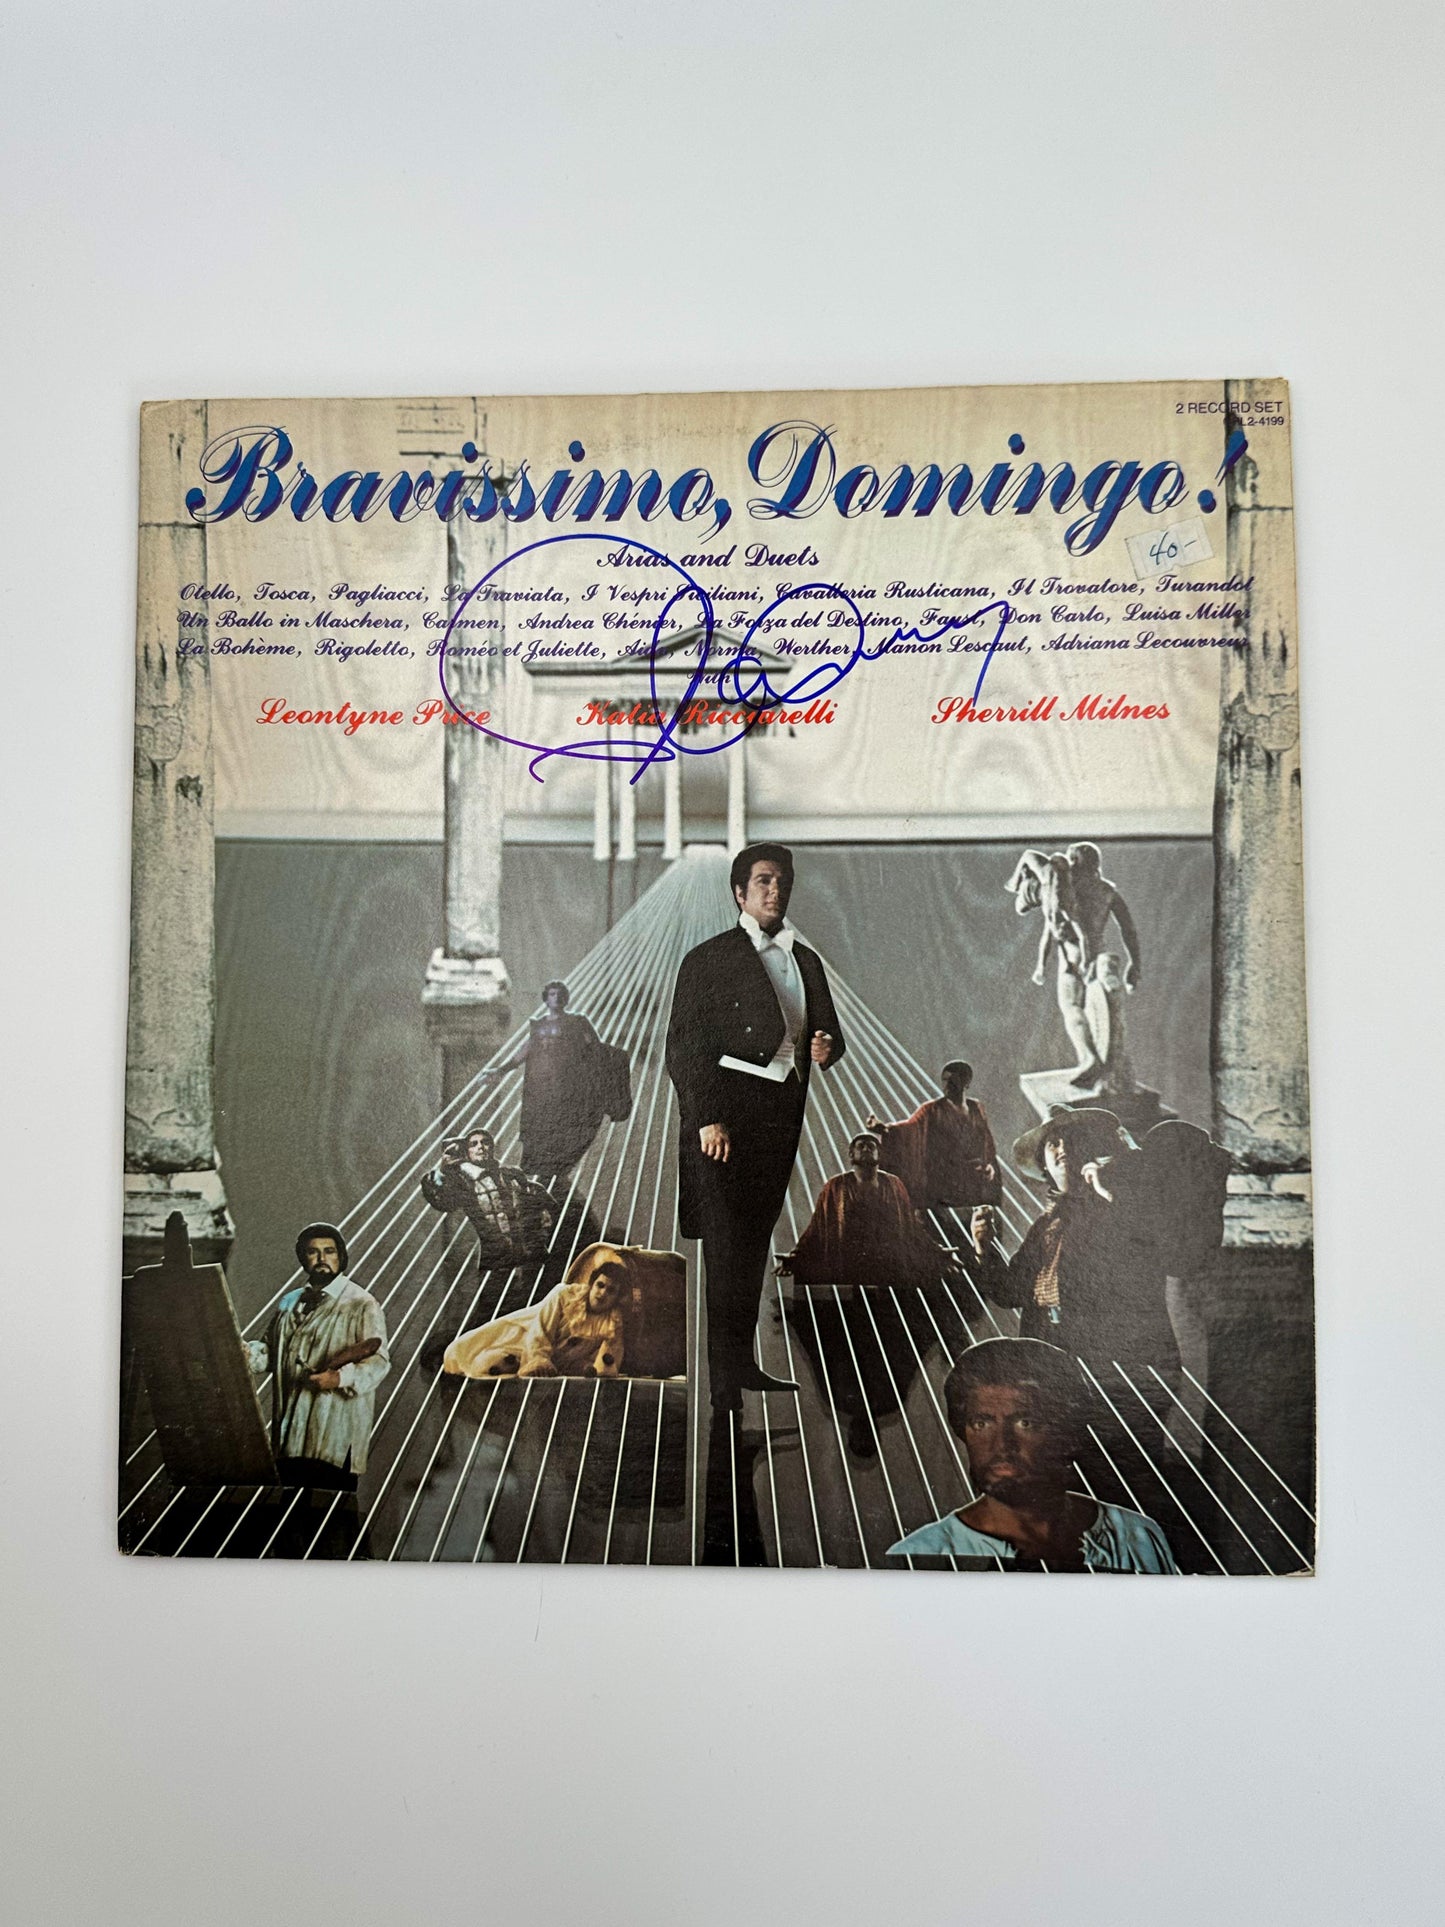 2 RECORD SET
Bravissimo, Domingo!
Arias and Duets
40-
Otello, Tosca, Pagliacci, La Traviata, I Vespri Siciliani, Cavalleria Rusticana, Il Trovatore, Turandot
Un Ballo in Maschera, Carmen, Andrea Chénier, La Forza del Destino, Faust, Don Carlo, Luisa Miller
La Bohème, Rigoletto, Roméo et Juliette, Aida, Norma, Werther, Manon Lescaut, Adriana Lecouvreur
with
Leontyne Price Katia Ricciarelli Sherrill Milnes